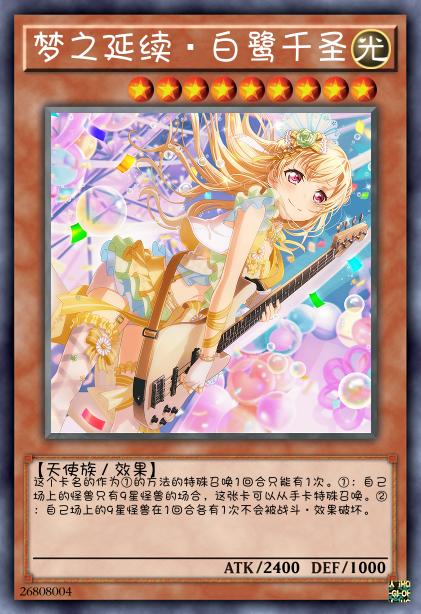 梦之延续·白鹭千圣 光
【天使族/效果】
这个卡名的作为①的方法的特殊召唤1回合只能有1次。①：自己
场上的怪兽只有9星怪兽的场合，这张卡可以从手卡特殊召唤。②
：自己场上的9星怪兽在1回合各有1次不会被战斗·效果破坏。
ATK/2400 DEF/1000
26808004